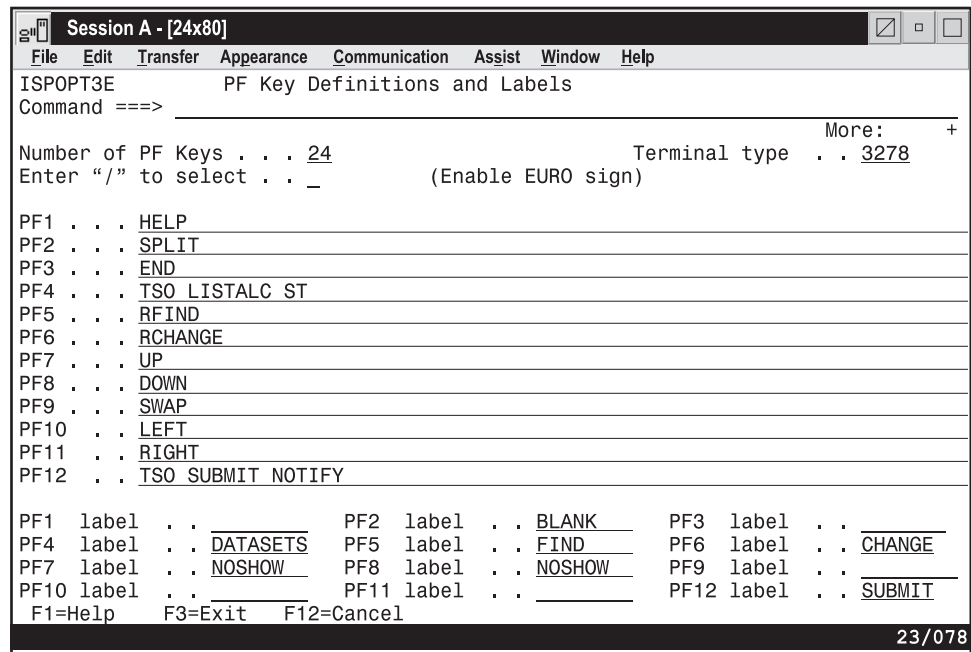 Session A - [24x80]
File Edit Transfer Appearance Communication Assist Window Help
ISPOPT3E PF Key Definitions and Labels
Command ===>
More: +
Number of PF Keys . . . 24 Terminal type . . 3278
Enter “/” to select . . _ (Enable EURO sign)
PF1 . . . HELP
PF2 . . . SPLIT
PF3 . . . END
PF4 . . . TSO LISTALC ST
PF5 . . . RFIND
PF6 . . . RCHANGE
PF7 . . . UP
PF8 . . . DOWN
PF9 . . . SWAP
PF10 . . LEFT
PF11 . . RIGHT
PF12 . . TSO SUBMIT NOTIFY
PF1 label . . PF2 label . . BLANK PF3 label . .
PF4 label . . DATASETS PF5 label . . FIND PF6 label . . CHANGE
PF7 label . . NOSHOW PF8 label . . NOSHOW PF9 label . .
PF10 label . . PF11 label . . PF12 label . . SUBMIT
F1=Help F3=Exit F12=Cancel
23/078